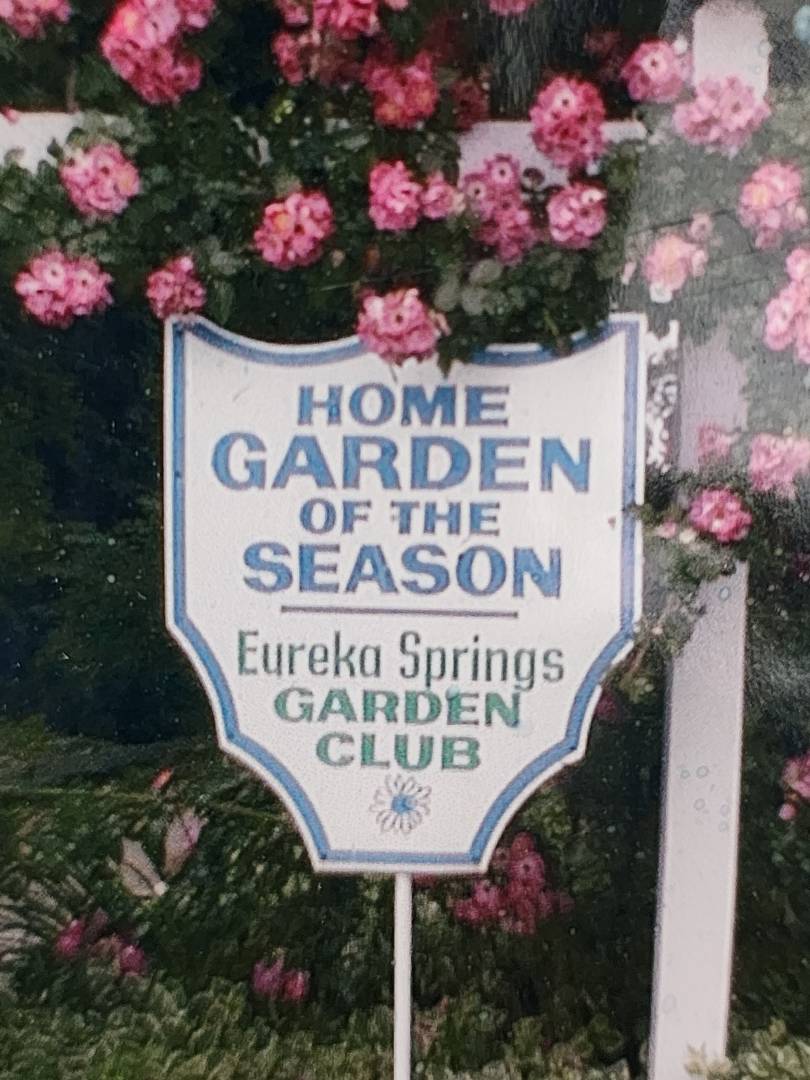 HOME
GARDEN
OF THE
SEASON
Eureka Springs
GARDEN
CLUB